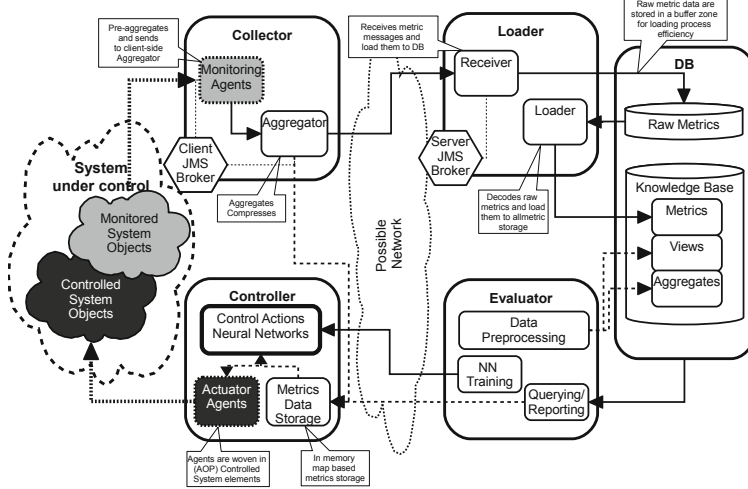 Pre-aggregates
and sends
to client-side
Aggregator
Collector
Monitoring
Agents
Aggregator
Client
JMS
Broker
Aggregates
Compresses
Receives metric
messages and
load them to DB
Loader
Receiver
Loader
Server
JMS
Broker
Decodes raw
metrics and load
them to allmetric
storage
Raw metric data are
stored in a buffer zone
for loading process
efficiency
DB
Raw Metrics
Knowledge Base
Metrics
Views
Aggregates
System
under control
Monitored
System
Objects
Controlled
System
Objects
Possible
Network
Controller
Control Actions
Neural Networks
Actuator
Agents
Metrics
Data
Storage
Agents are woven in
(AOP) Controlled
System elements
In memory
map based
metrics storage
Evaluator
Data
Preprocessing
NN
Training
Querying/
Reporting